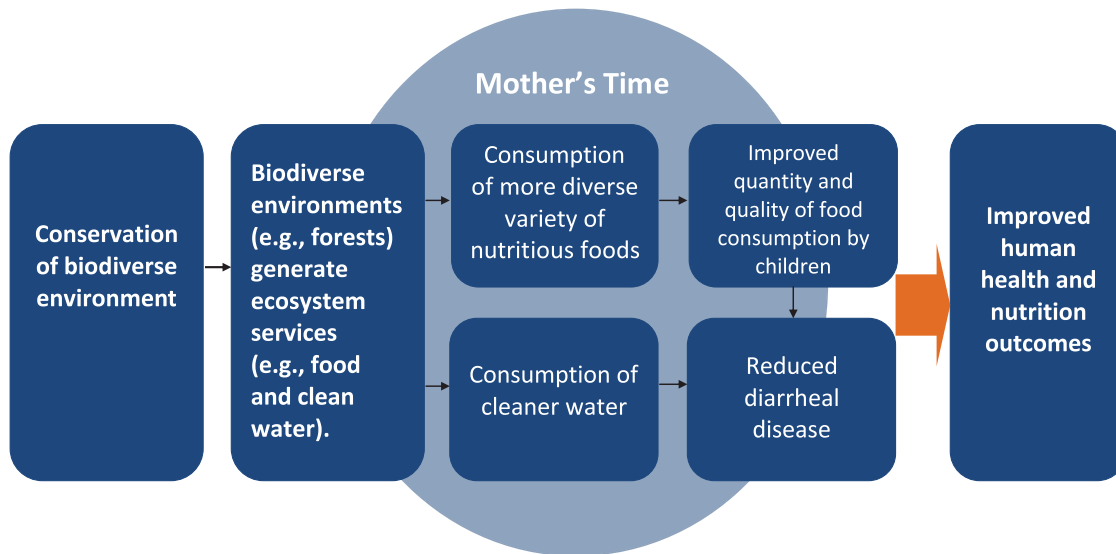 Mother’s Time
Conservation
of biodiverse
environment
Biodiverse
environments
(e.g., forests)
generate
ecosystem
services
(e.g., food
and clean
water).
Consumption
of more diverse
variety of
nutritious foods
Improved
quantity and
quality of food
consumption by
children
Consumption of
cleaner water
Reduced
diarrheal
disease
Improved
human
health and
nutrition
outcomes